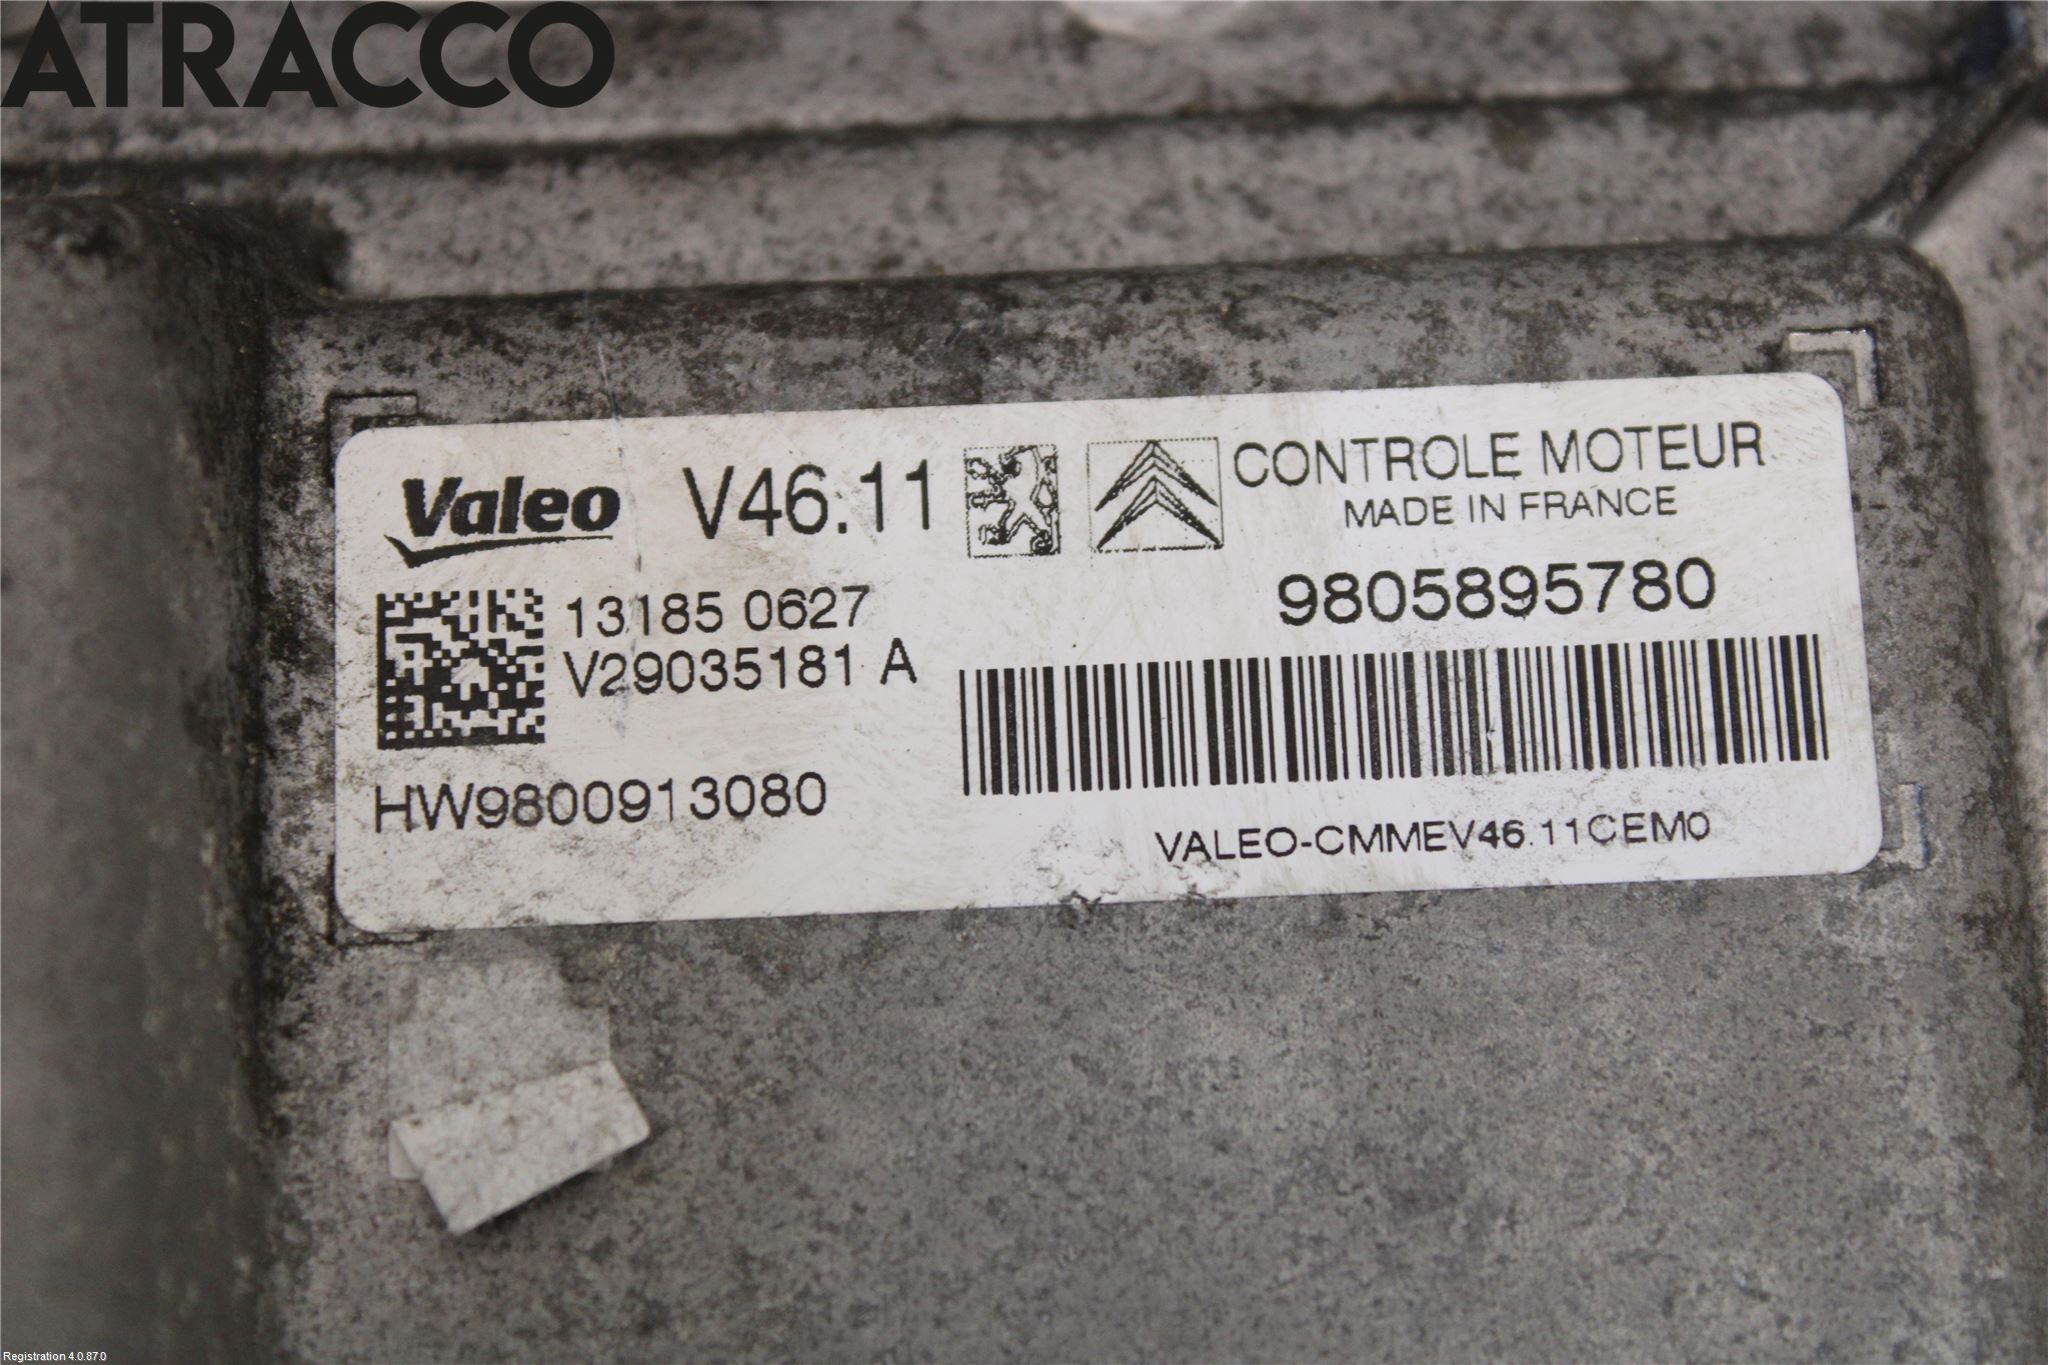 ATRACCO
Valeo V46.11 CONTROLE MOTEUR
MADE IN FRANCE
9805895780
13185 0627
V29035181 A
HW9800913080
VALEO-CMMEV46.11CEM0
Registration 4.0.87.0